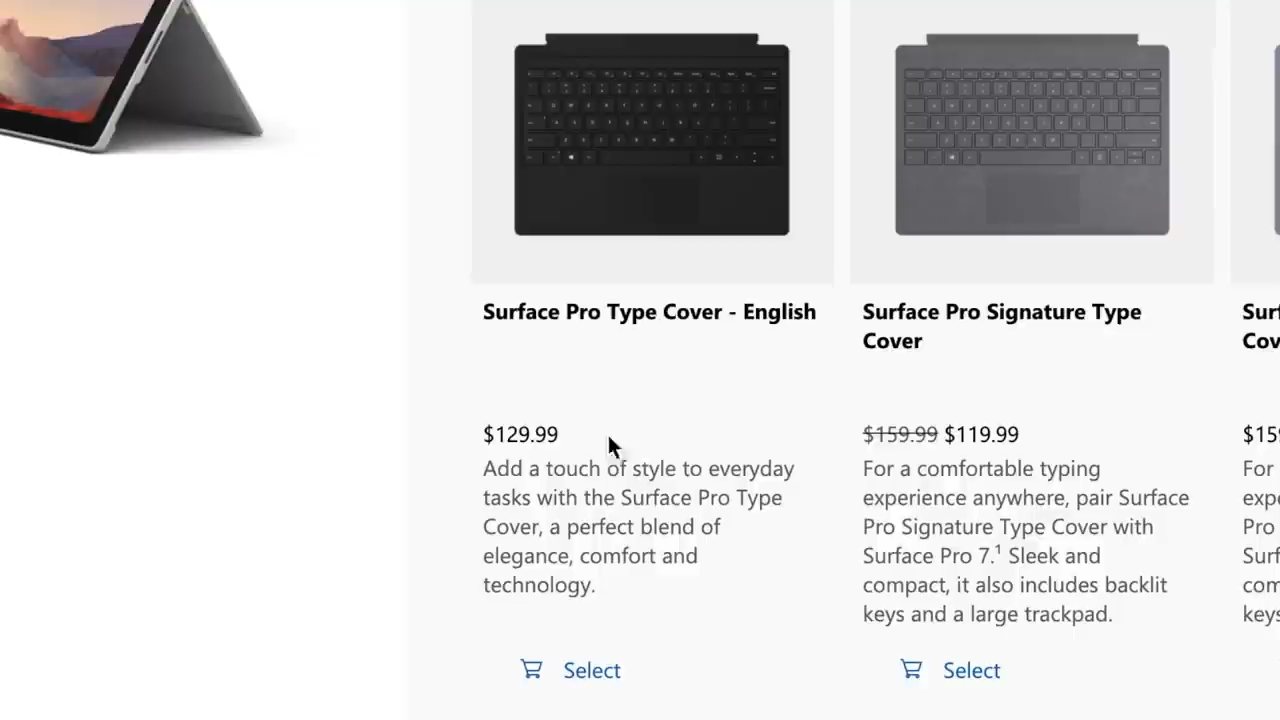 Surface Pro Type Cover - English
$129.99
Add a touch of style to everyday
tasks with the Surface Pro Type
Cover, a perfect blend of
elegance, comfort and
technology.
Select
Surface Pro Signature Type
Cover
$159.99 $119.99
For a comfortable typing
experience anywhere, pair Surface
Pro Signature Type Cover with
Surface Pro 7.¹ Sleek and
compact, it also includes backlit
keys and a large trackpad.
Select
For
Pro
keys